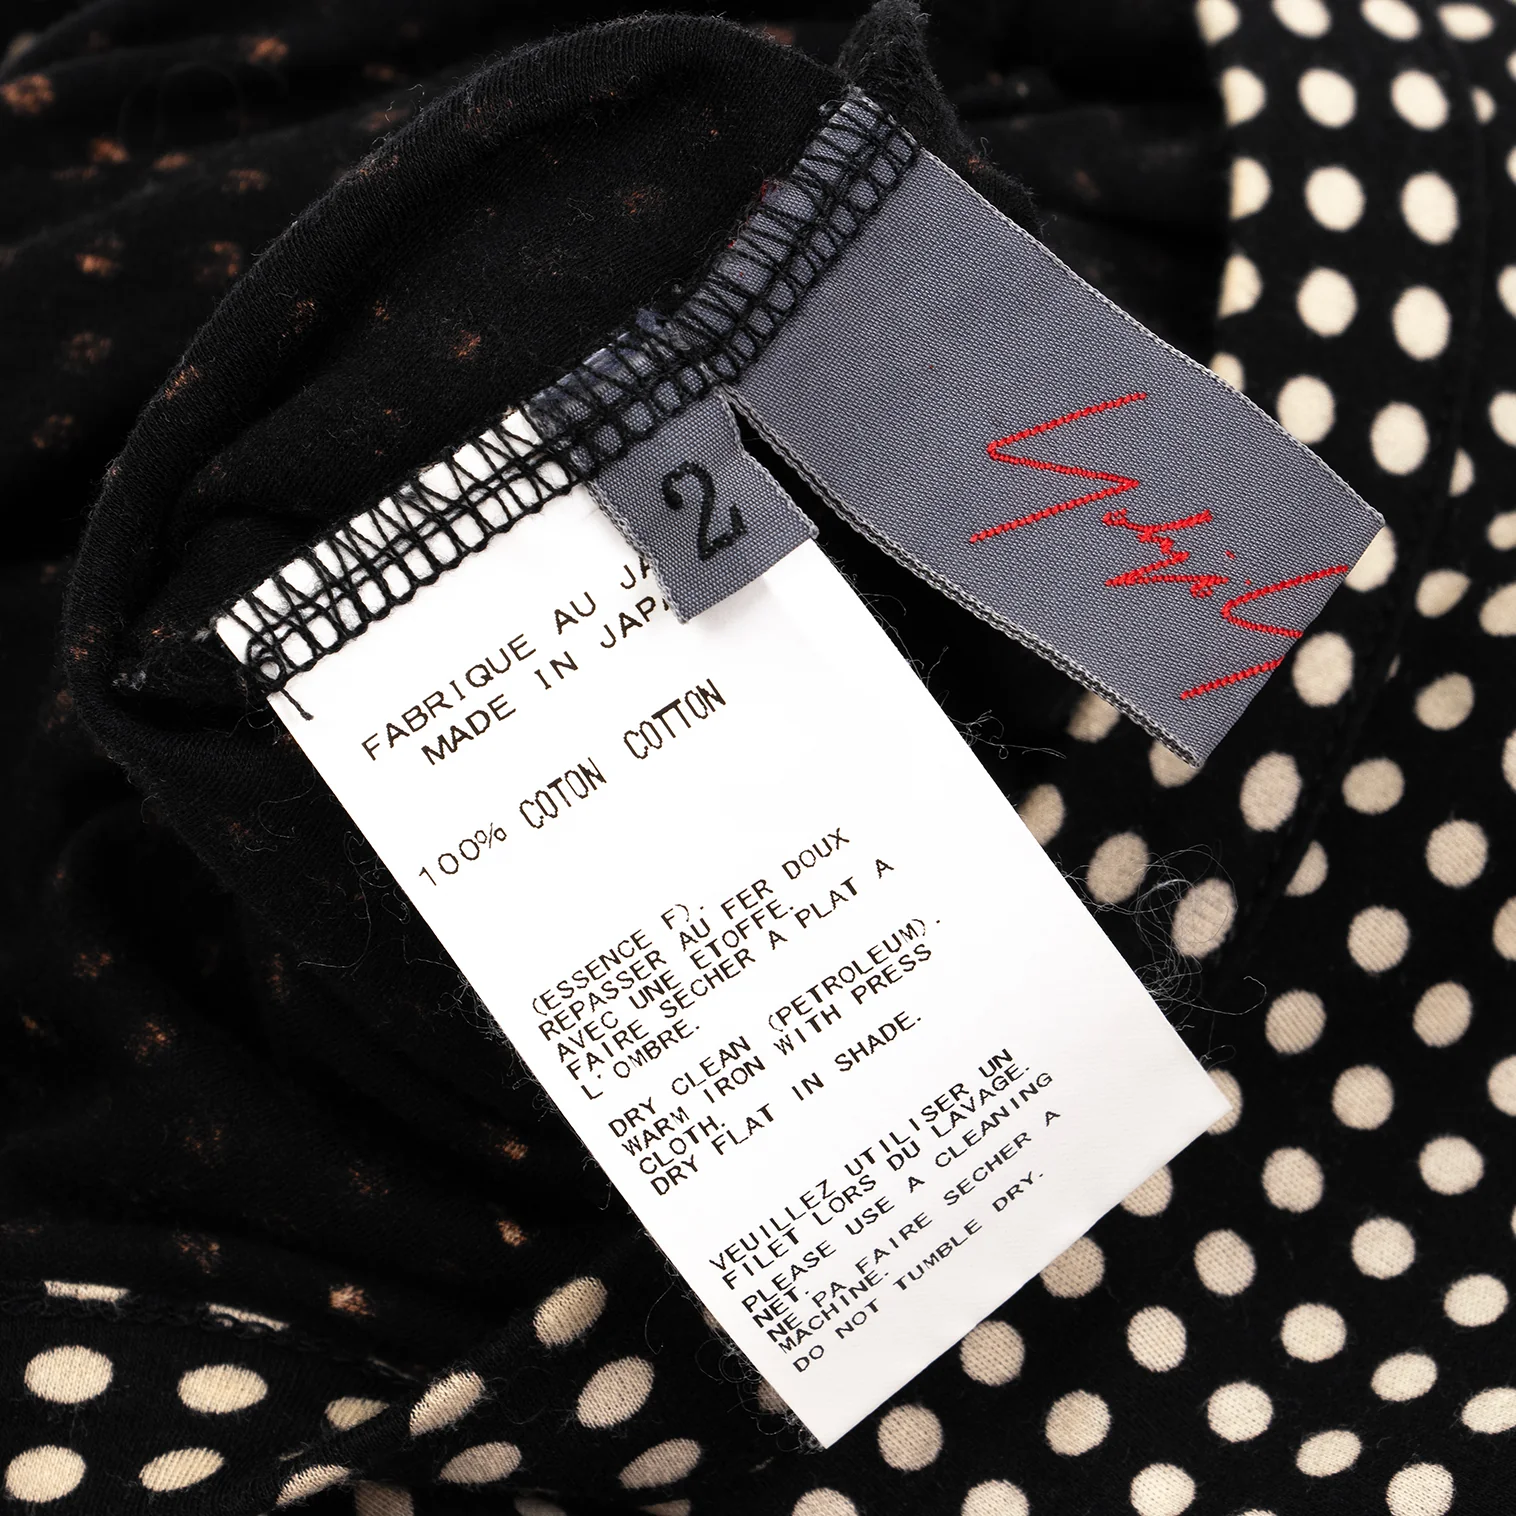 2
FABRIQUE AU
MADE IN
100% COTON COTTON
(ESSENCE F).
REPASSER AU FER DOUX
AVEC UNE ETOFFE.
FAIRE SECHER A PLAT A
L'OMBRE.
DRY CLEAN (PETROLEUM).
WARM IRON WITH PRESS
CLOTH.
DRY FLAT IN SHADE.
VEUILLEZ UTILISER UN
FILET LORS DU LAVAGE.
PLEASE USE A CLEANING
NET.
NE PA FAIRE SECHER A
MACHINE.
DO NOT TUMBLE DRY.